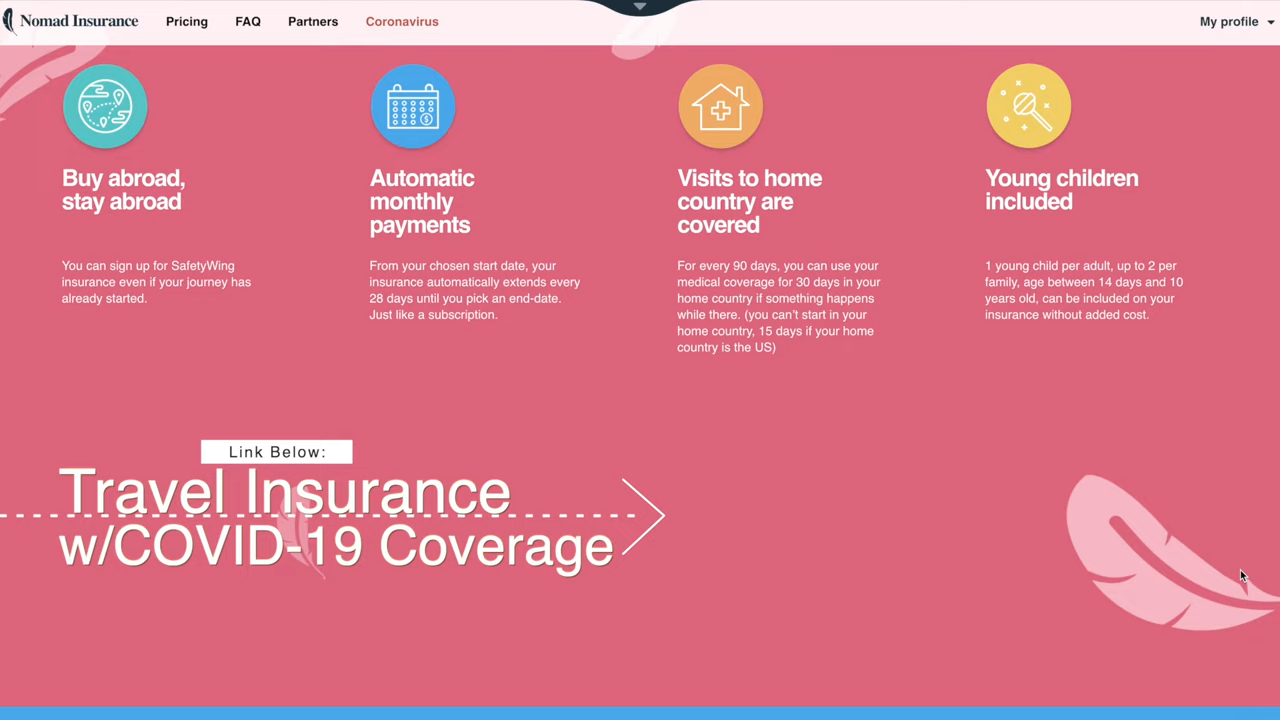 Nomad Insurance
Pricing
FAQ
Partners
Coronavirus
My profile
Buy abroad,
stay abroad
You can sign up for SafetyWing
insurance even if your journey has
already started.
Automatic
monthly
payments
From your chosen start date, your
insurance automatically extends every
28 days until you pick an end-date.
Just like a subscription.
Visits to home
country are
covered
For every 90 days, you can use your
medical coverage for 30 days in your
home country if something happens
while there. (you can’t start in your
home country, 15 days if your home
country is the US)
Young children
included
1 young child per adult, up to 2 per
family, age between 14 days and 10
years old, can be included on your
insurance without added cost.
Link Below:
Travel Insurance
w/COVID-19 Coverage